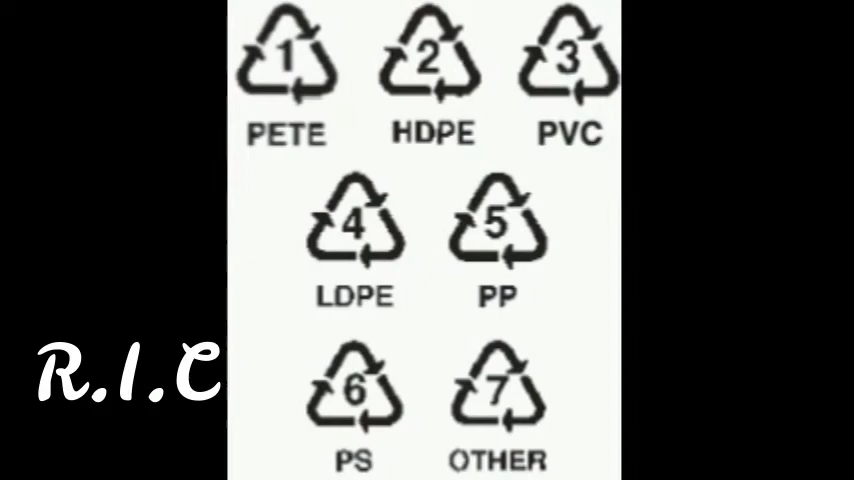 1 2 3
PETE HDPE PVC
4 5
LDPE PP
R.I.C
6 7
PS OTHER